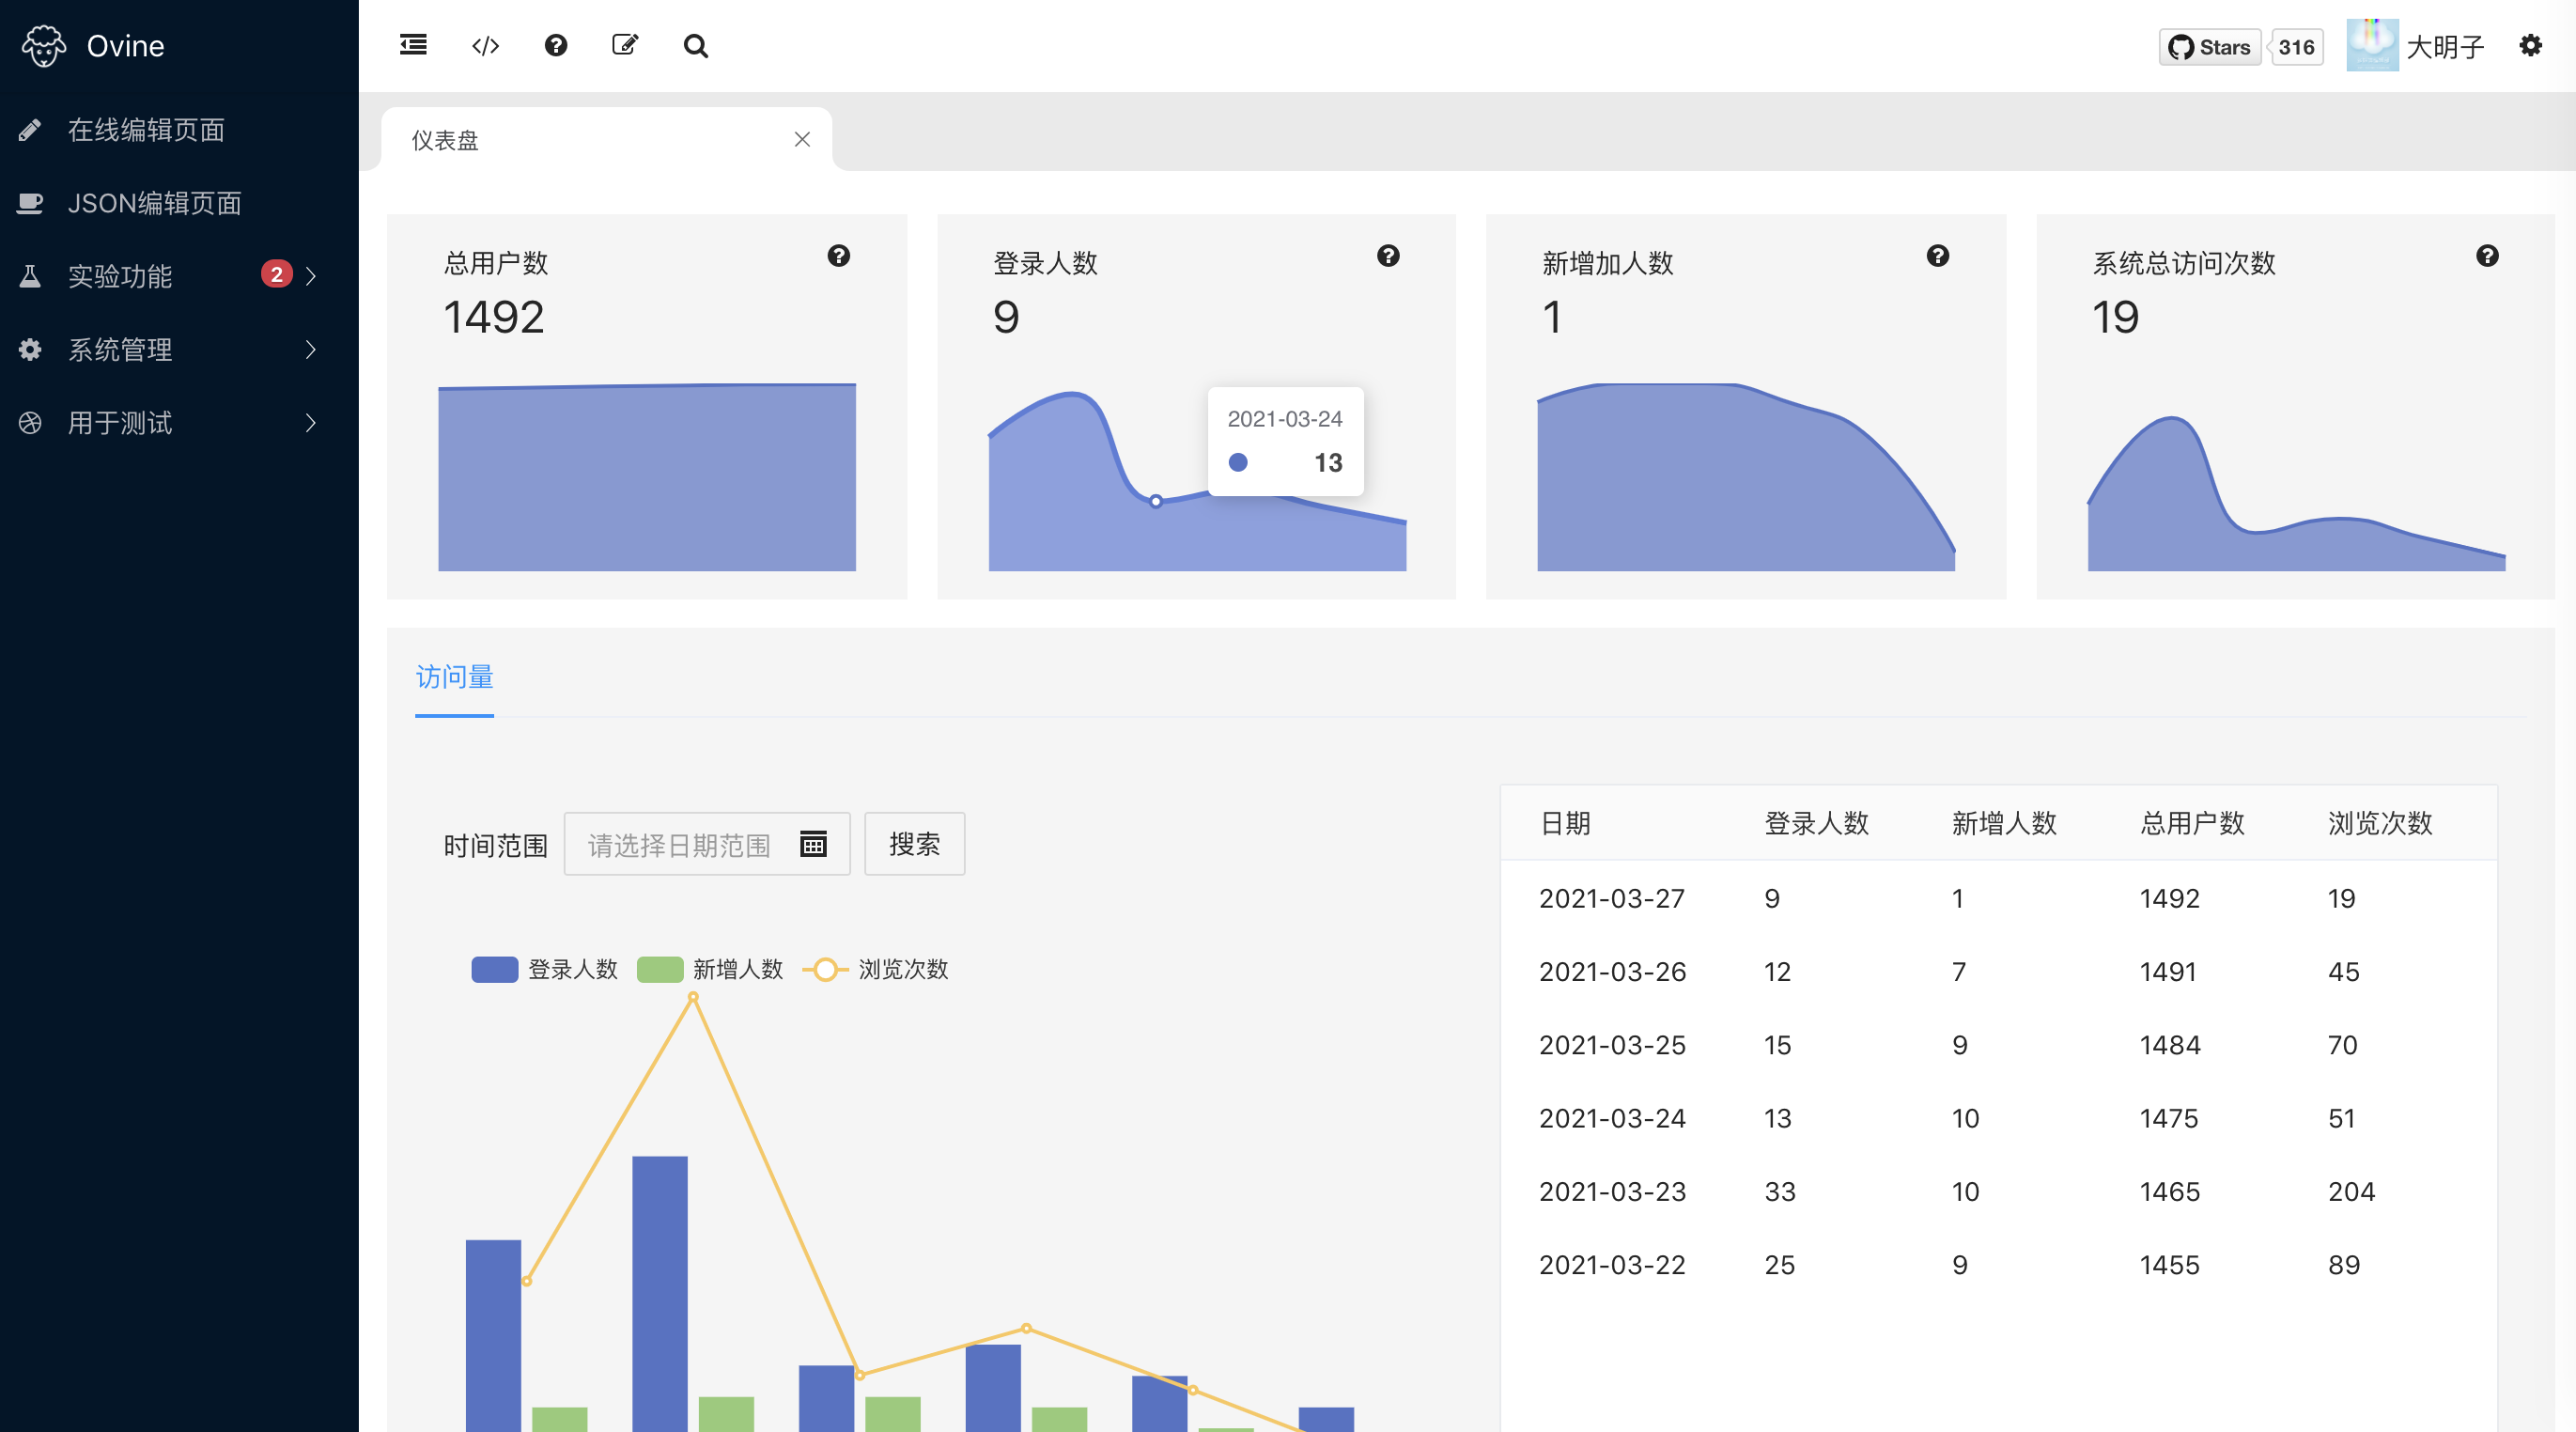 Ovine
Stars 316 大明子
在线编辑页面
JSON编辑页面
实验功能 2
系统管理
用于测试
仪表盘
总用户数
1492
登录人数
9
2021-03-24
13
新增加人数
1
系统总访问次数
19
访问量
时间范围 请选择日期范围 搜索
登录人数 新增人数 浏览次数
日期 登录人数 新增人数 总用户数 浏览次数
2021-03-27 9 1 1492 19
2021-03-26 12 7 1491 45
2021-03-25 15 9 1484 70
2021-03-24 13 10 1475 51
2021-03-23 33 10 1465 204
2021-03-22 25 9 1455 89